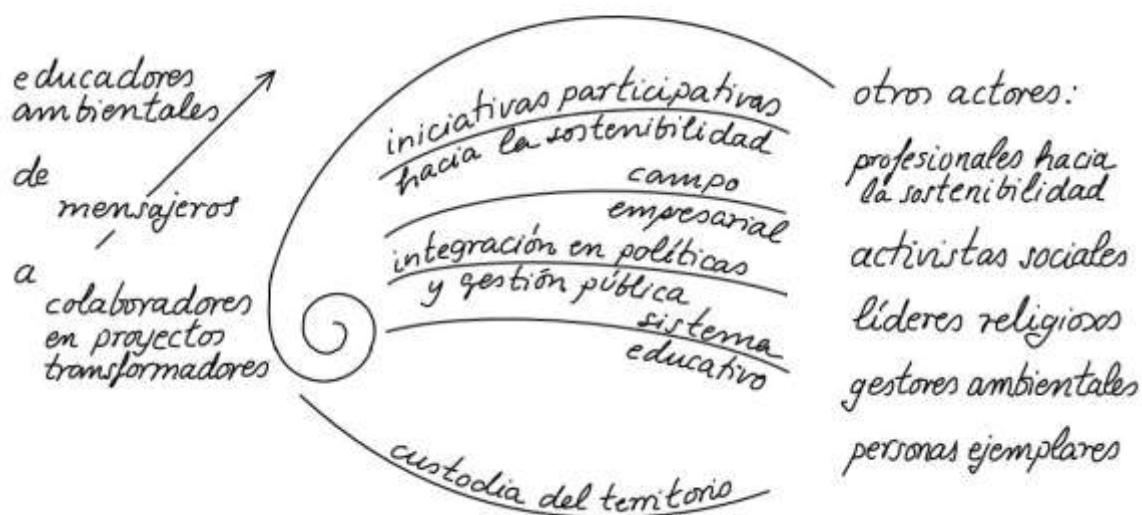 educadores
ambientales
de
mensajeros
a
colaboradores
en proyectos
transformadores
iniciativas participativas
hacia la sostenibilidad
campo
empresarial
integración en políticas
y gestión pública
sistema
educativo
custodia del territorio
otros actores:
profesionales hacia
la sostenibilidad
activistas sociales
líderes religiosos
gestores ambientales
personas ejemplares